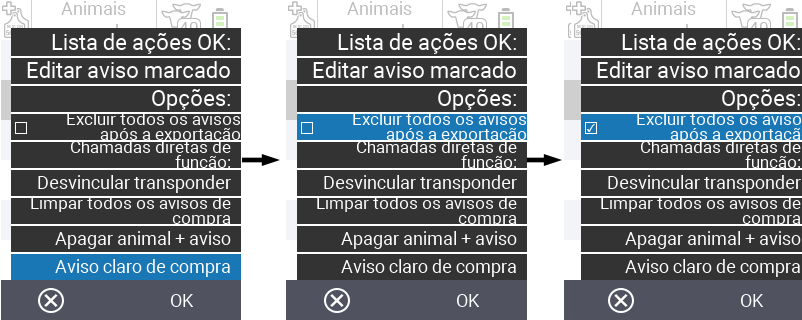 Animais
Lista de ações OK:
Editar aviso marcado
Opções:
Excluir todos os avisos
após a exportação
Chamadas diretas de
função:
Desvincular transponder
Limpar todos os avisos de
compra
Apagar animal + aviso
Aviso claro de compra
OK
Animais
Lista de ações OK:
Editar aviso marcado
Opções:
Excluir todos os avisos
após a exportação
Chamadas diretas de
função:
Desvincular transponder
Limpar todos os avisos de
compra
Apagar animal + aviso
Aviso claro de compra
OK
Animais
Lista de ações OK:
Editar aviso marcado
Opções:
Excluir todos os aviso
após a exportaçã
Chamadas diretas de
função:
Desvincular transponder
Limpar todos os avisos de
compra
Apagar animal + aviso
Aviso claro de compra
OK